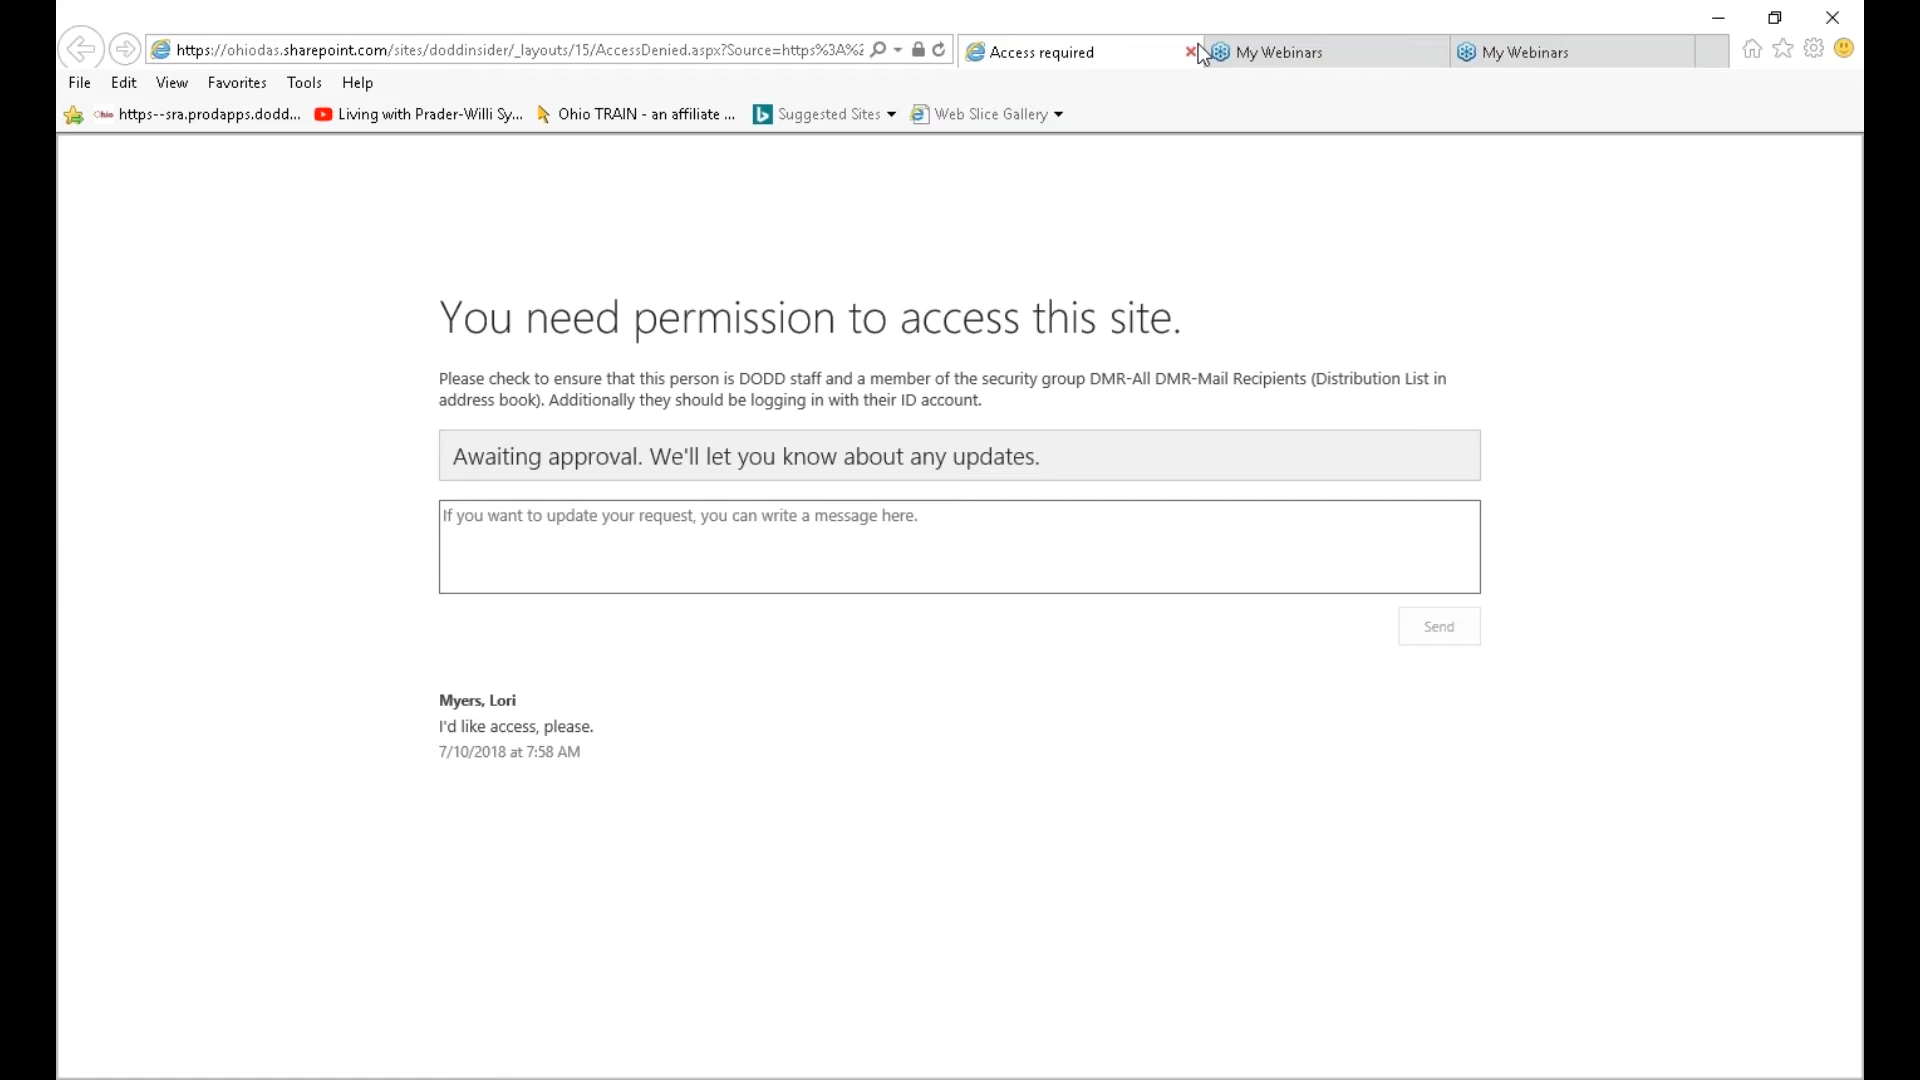 https://ohiodas.sharepoint.com/sites/doddinsider/_layouts/15/AccessDenied.aspx?Source=https%3A%2
Access required
My Webinars
My Webinars
File Edit View Favorites Tools Help
Ohio https--sra.prodapps.dodd... Living with Prader-Willi Sy... Ohio TRAIN - an affiliate ... Suggested Sites Web Slice Gallery
You need permission to access this site.
Please check to ensure that this person is DODD staff and a member of the security group DMR-All DMR-Mail Recipients (Distribution List in
address book). Additionally they should be logging in with their ID account.
Awaiting approval. We'll let you know about any updates.
If you want to update your request, you can write a message here.
Send
Myers, Lori
I'd like access, please.
7/10/2018 at 7:58 AM